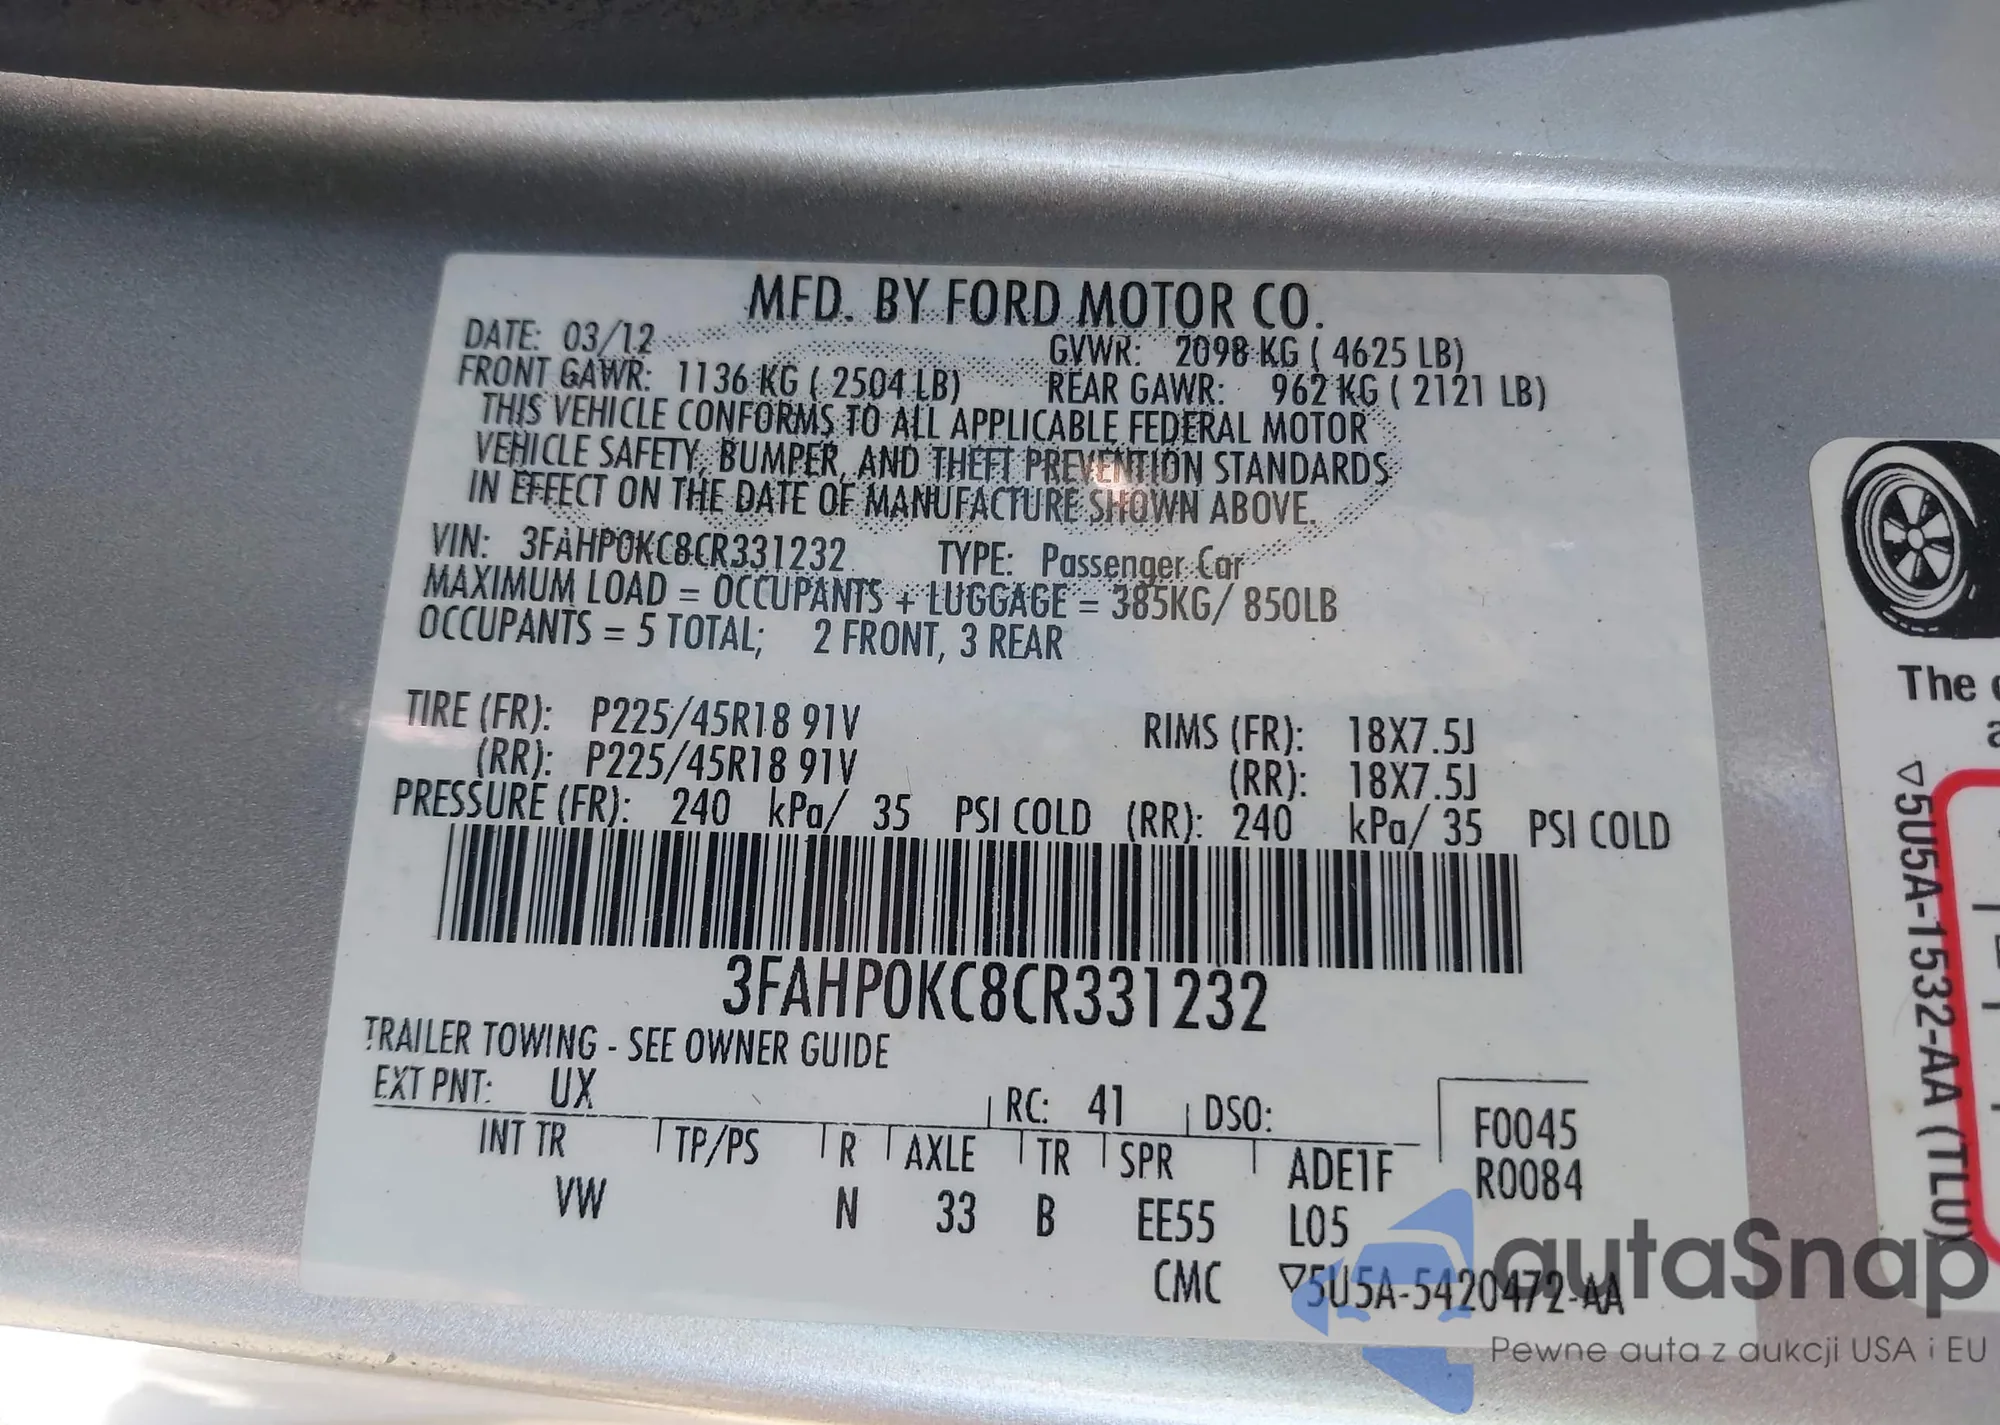 MFD. BY FORD MOTOR CO.
DATE: 03/12 GVWR: 2098 KG ( 4625 LB)
FRONT GAWR: 1136 KG ( 2504 LB) REAR GAWR: 962 KG ( 2121 LB)
THIS VEHICLE CONFORMS TO ALL APPLICABLE FEDERAL MOTOR
VEHICLE SAFETY, BUMPER, AND THEFT PREVENTION STANDARDS
IN EFFECT ON THE DATE OF MANUFACTURE SHOWN ABOVE.
VIN: 3FAHP0KC8CR331232 TYPE: Passenger Car
MAXIMUM LOAD = OCCUPANTS + LUGGAGE = 385KG/ 850LB
OCCUPANTS = 5 TOTAL; 2 FRONT, 3 REAR
TIRE (FR): P225/45R18 91V RIMS (FR): 18X7.5J
(RR): P225/45R18 91V (RR): 18X7.5J
PRESSURE (FR): 240 kPa/ 35 PSI COLD (RR): 240 kPa/ 35 PSI COLD
3FAHP0KC8CR331232
TRAILER TOWING - SEE OWNER GUIDE
EXT PNT: UX RC: 41 DSO:
F0045
R0084
INT TR TP/PS R AXLE TR SPR ADE1F
VW N 33 B EE55 L05
CMC ▽5U5A-5420472-AA
The
▽5U5A-1532-AA (TLU)
autaSnap
Pewne auta z aukcji USA i EU